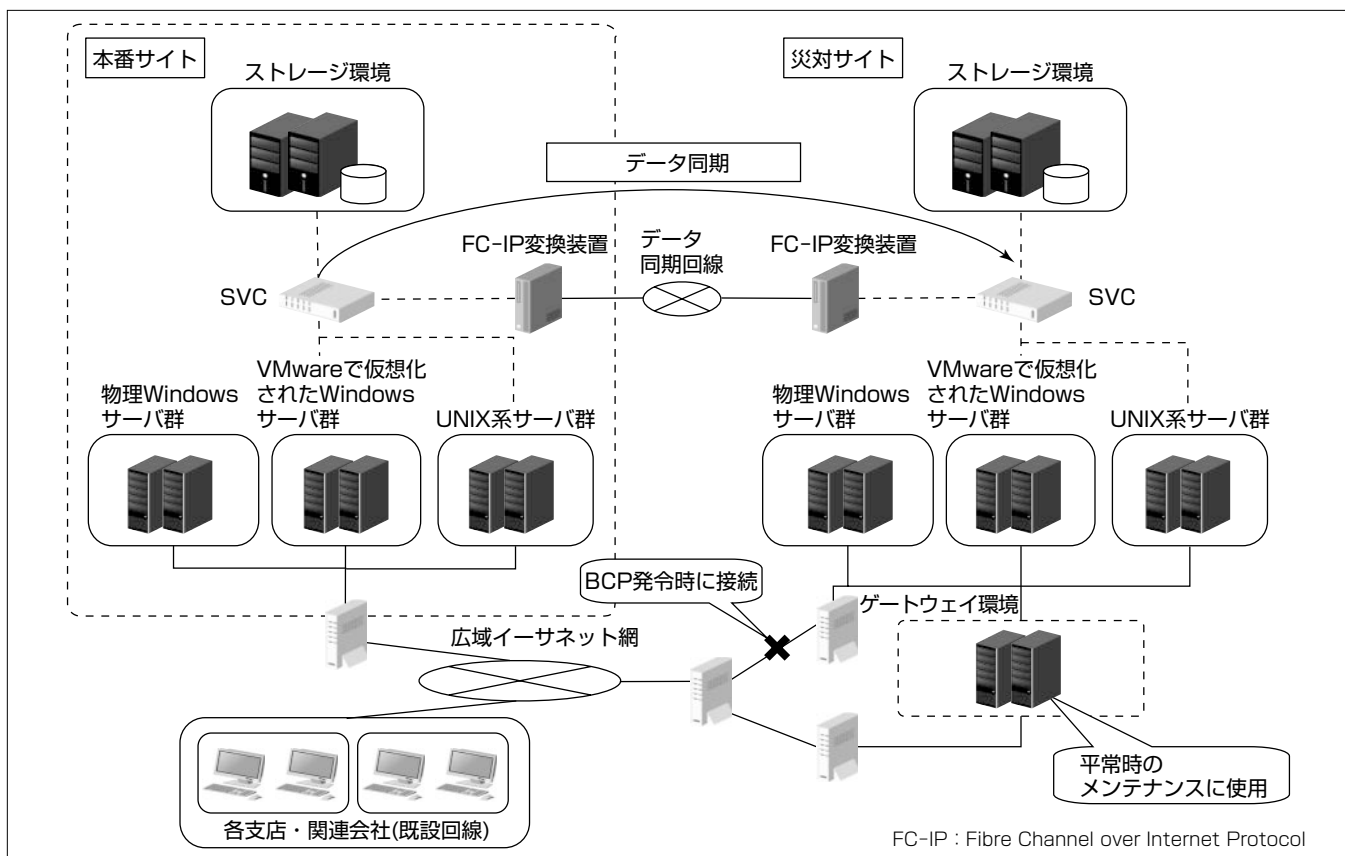 本番サイト
ストレージ環境
災対サイト
ストレージ環境
データ同期
FC-IP変換装置
データ
同期回線
FC-IP変換装置
SVC
SVC
物理Windows
サーバ群
VMwareで仮想化
されたWindows
サーバ群
UNIX系サーバ群
物理Windows
サーバ群
VMwareで仮想化
されたWindows
サーバ群
UNIX系サーバ群
BCP発令時に接続
ゲートウェイ環境
広域イーサネット網
平常時の
メンテナンスに使用
各支店・関連会社(既設回線)
FC-IP：Fibre Channel over Internet Protocol